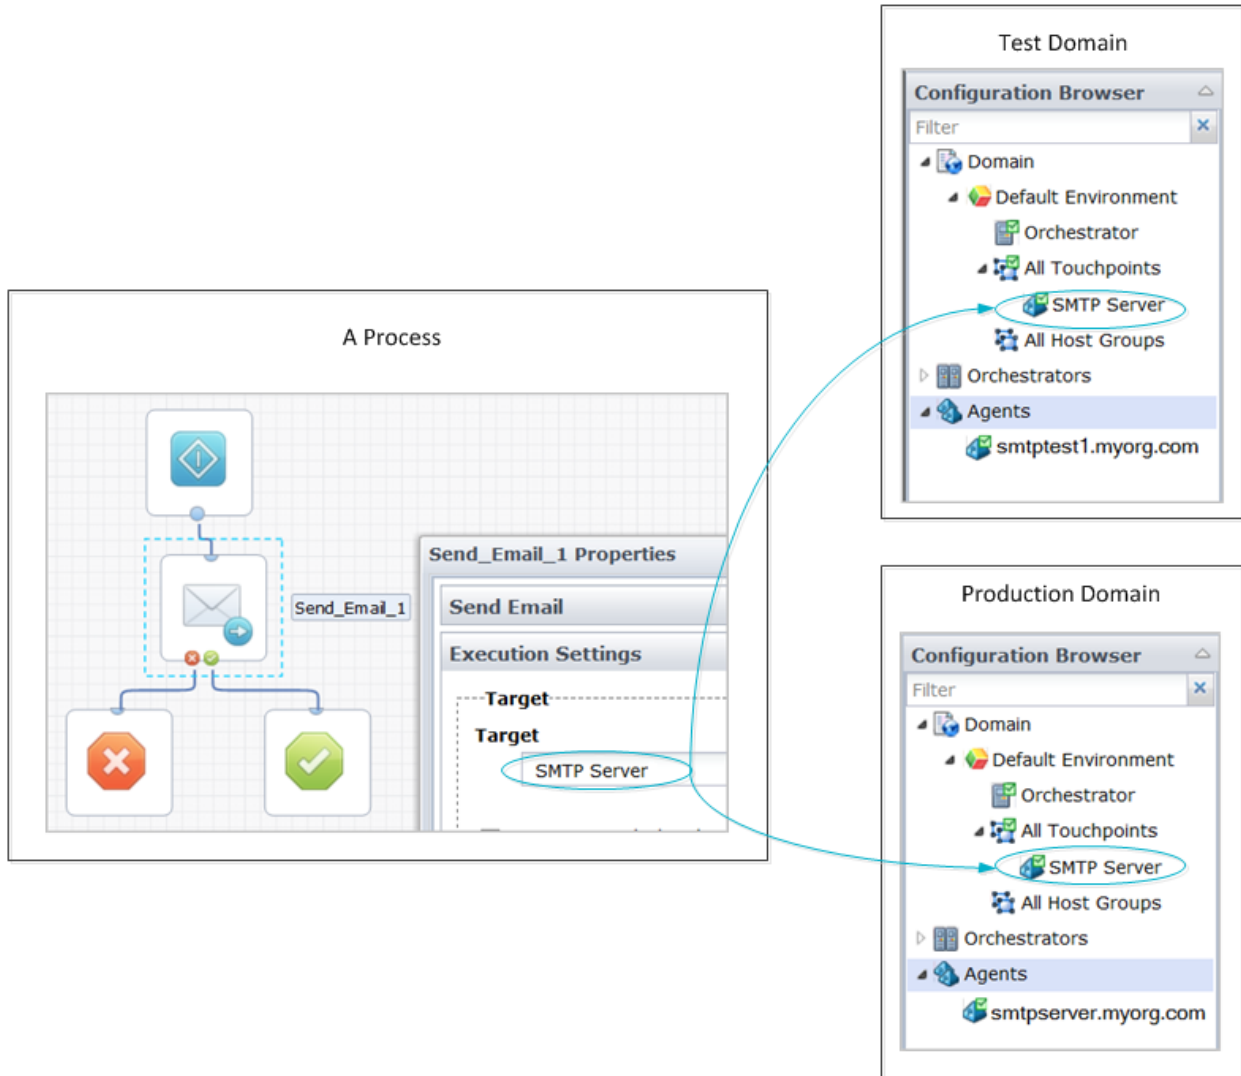 A Process
Send_Email_1
Send_Email_1 Properties
Send Email
Execution Settings
Target
Target
SMTP Server
Test Domain
Configuration Browser
Filter
Domain
Default Environment
Orchestrator
All Touchpoints
SMTP Server
All Host Groups
Orchestrators
Agents
smtptest1.myorg.com
Production Domain
Configuration Browser
Filter
Domain
Default Environment
Orchestrator
All Touchpoints
SMTP Server
All Host Groups
Orchestrators
Agents
smtpserver.myorg.com